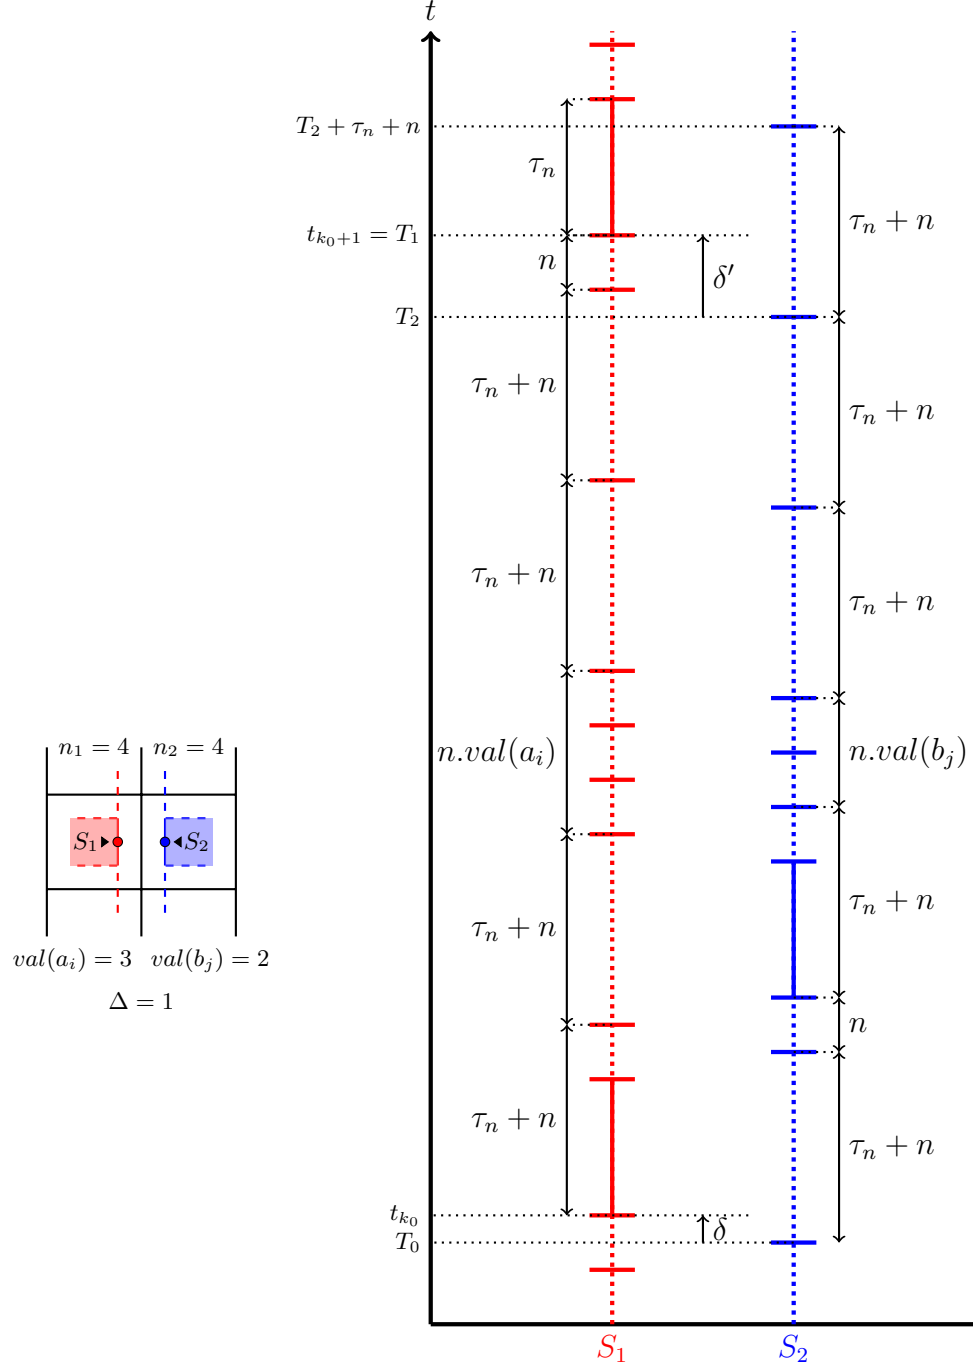 t
T_2 + τ_n + n
τ_n
τ_n + n
t_{k_0+1} = T_1
n
δ′
T_2
τ_n + n
τ_n + n
τ_n + n
τ_n + n
n_1 = 4
n_2 = 4
n.val(a_i)
n.val(b_j)
S_1
S_2
τ_n + n
τ_n + n
val(a_i) = 3
val(b_j) = 2
Δ = 1
n
τ_n + n
τ_n + n
t_{k_0}
δ
T_0
S_1
S_2